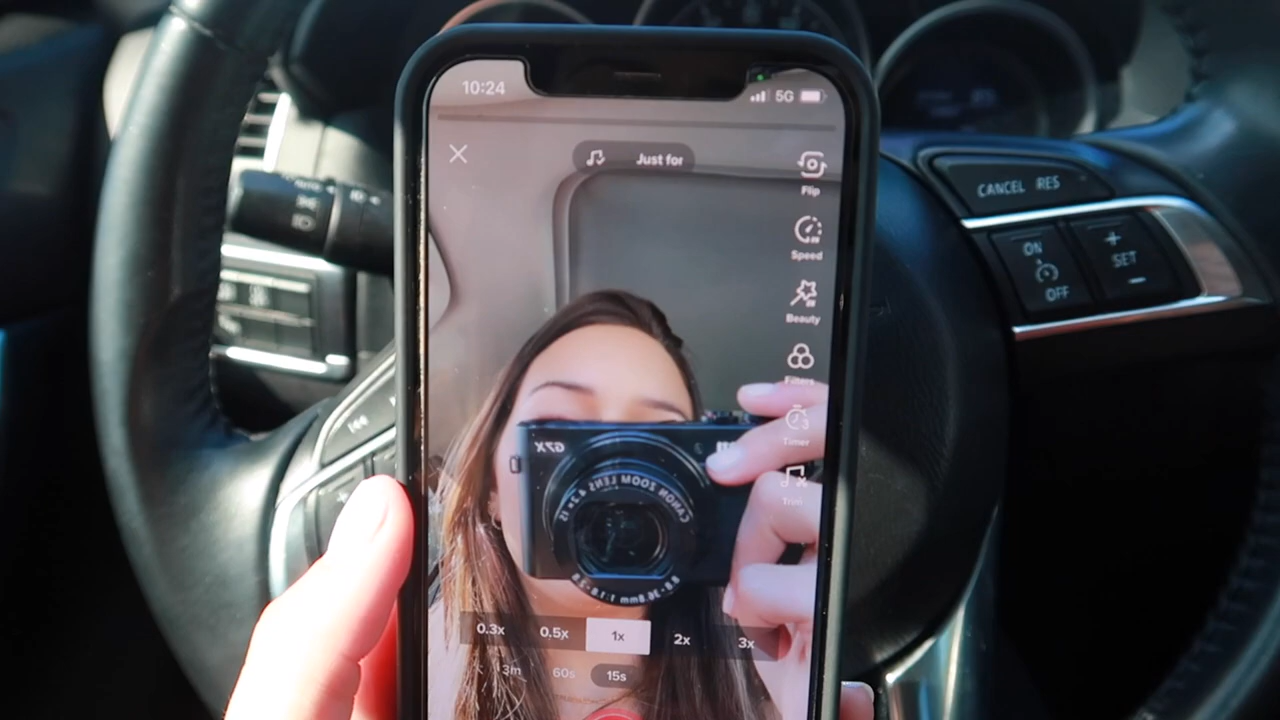 10:24
5G
Just for
Flip
Speed
Beauty
Filters
Timer
3
Trim
G7X
CANON ZOOM LENS 4.2x IS
8.8-36.8mm 1:1.8-2.8
0.3x 0.5x 1x 2x 3x
3m 60s 15s
CANCEL RES
ON
OFF
+
SET
-